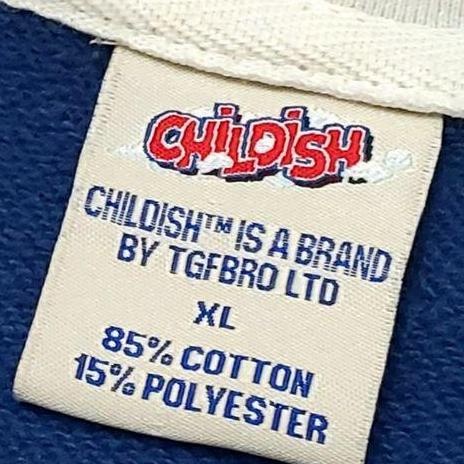 CHILDISH
CHILDISH™ IS A BRAND
BY TGFBRO LTD
XL
85% COTTON
15% POLYESTER